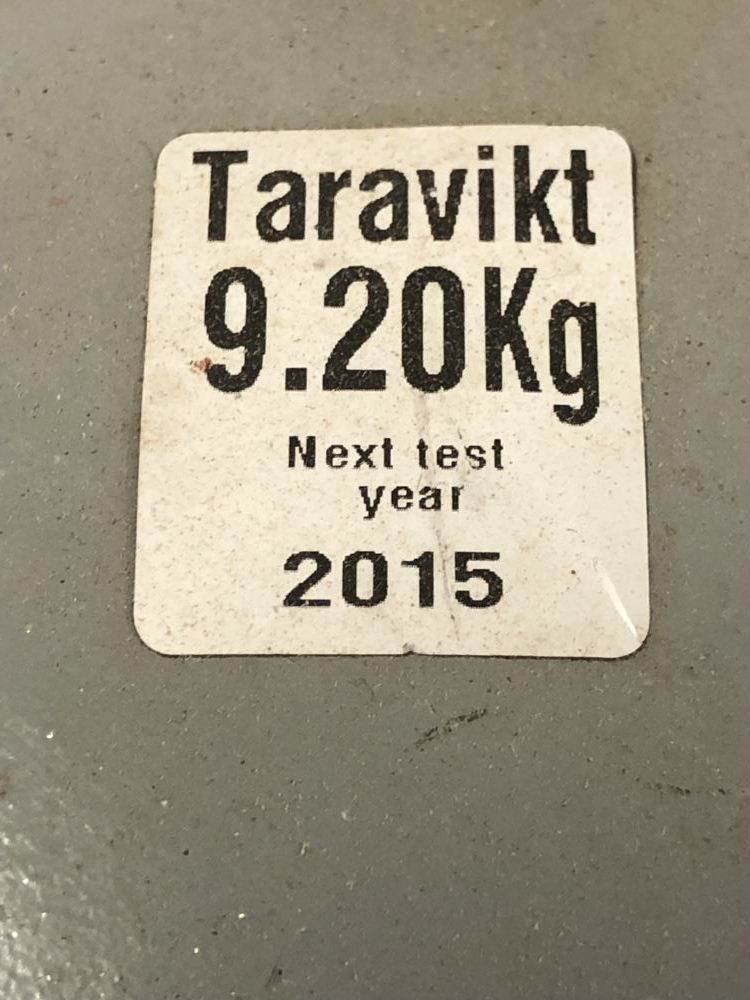 Taravikt
9.20Kg
Next test
year
2015